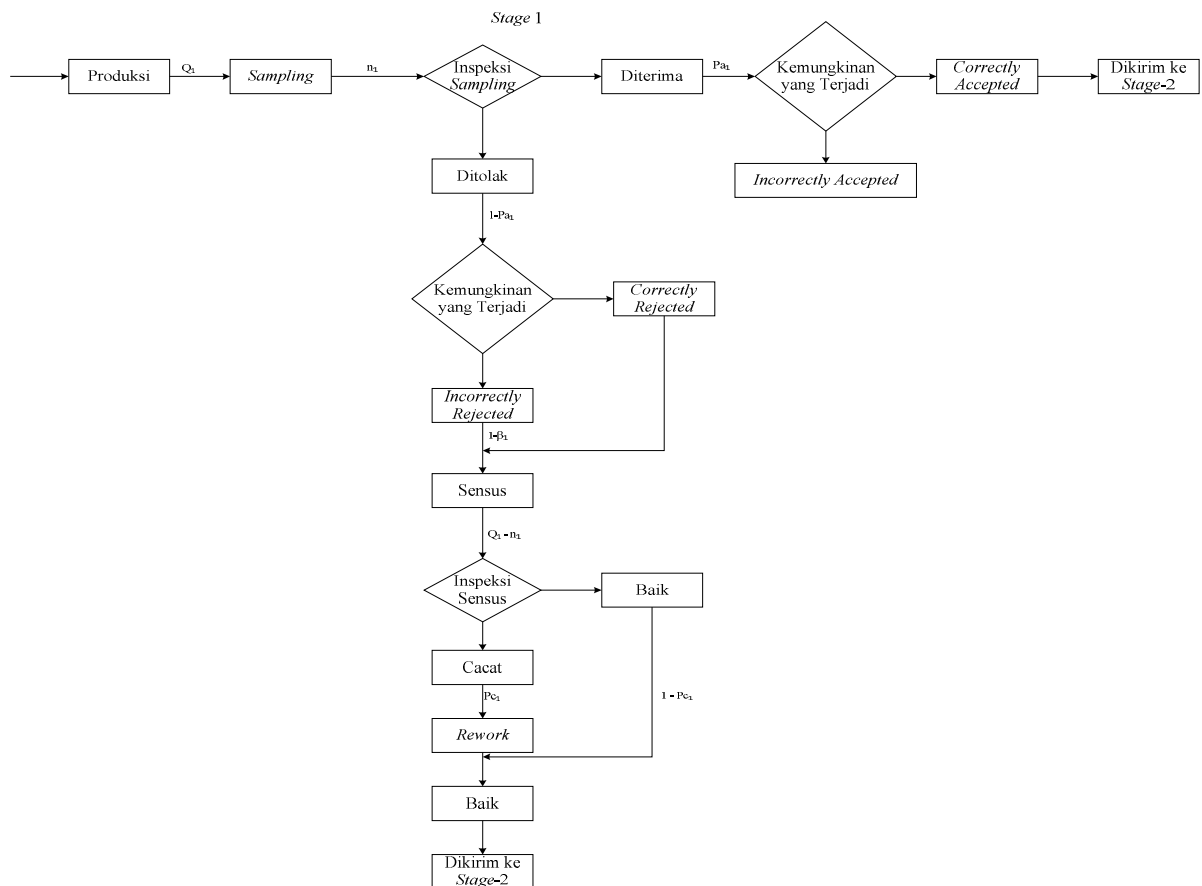 Stage 1
Produksi
Q₁
Sampling
n₁
Inspeksi
Sampling
Diterima
Pa₁
Kemungkinan
yang Terjadi
Correctly
Accepted
Dikirim ke
Stage-2
Incorrectly Accepted
Ditolak
1-Pa₁
Kemungkinan
yang Terjadi
Correctly
Rejected
Incorrectly
Rejected
1-β₁
Sensus
Q₁ - n₁
Inspeksi
Sensus
Baik
Cacat
Pc₁
1 - Pc₁
Rework
Baik
Dikirim ke
Stage-2